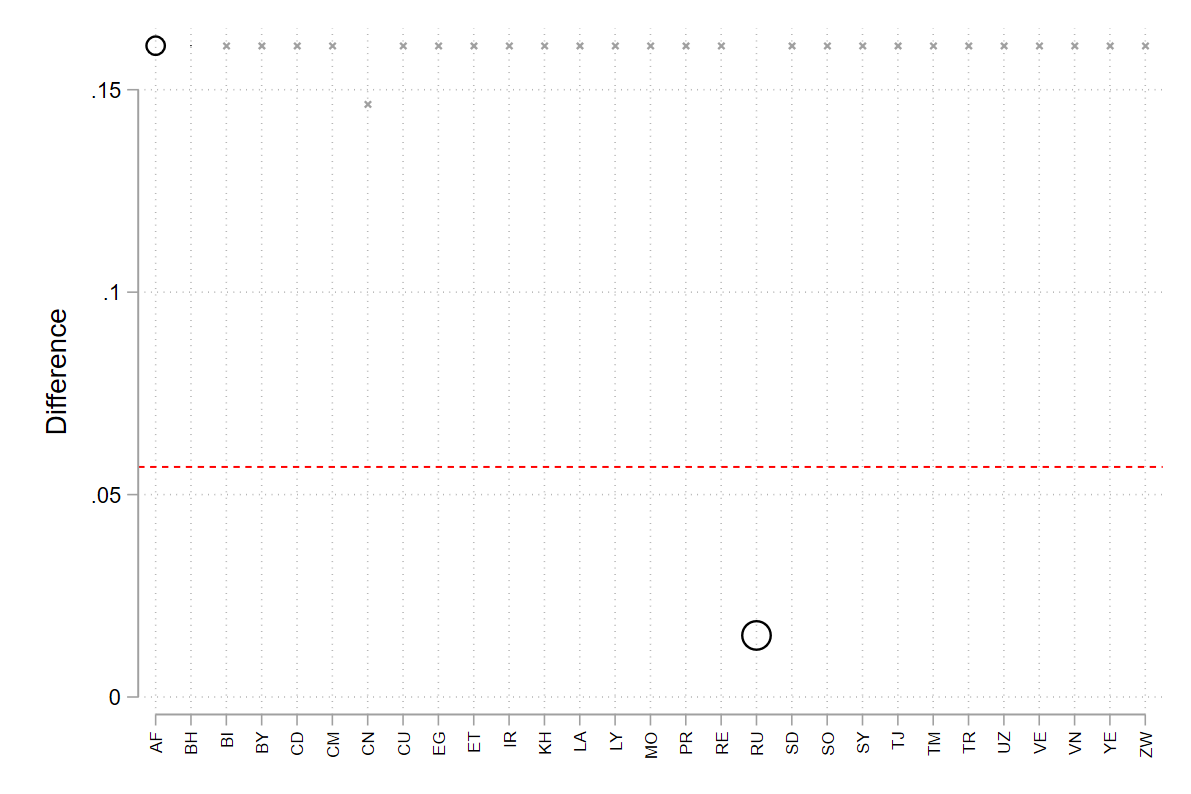 Difference
.15
.1
.05
0
AF BH BI BY CD CM CN CU EG ET IR KH LA LY MO PR RE RU SD SO SY TJ TM TR UZ VE VN YE ZW